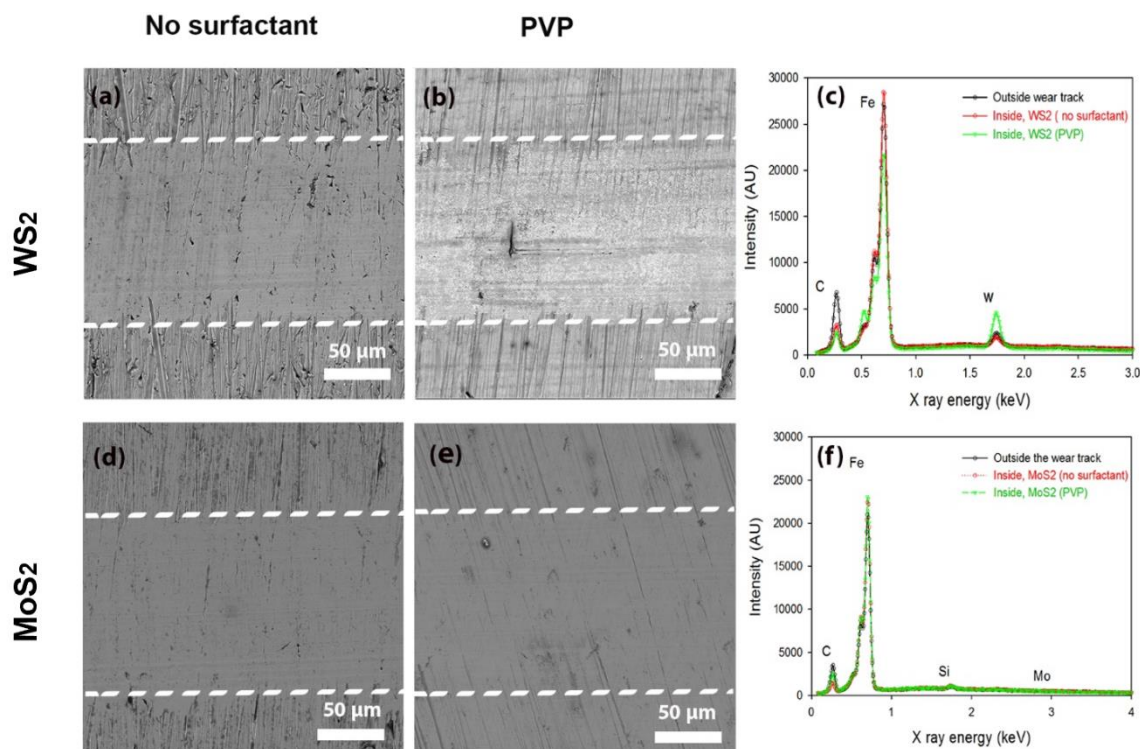 No surfactant
PVP
WS2
MoS2
(a)
50 µm
(b)
50 µm
(c)
30000
25000
20000
15000
10000
5000
0
Intensity (AU)
Fe
C
W
Outside wear track
Inside, WS2 ( no surfactant)
Inside, WS2 (PVP)
0.0 0.5 1.0 1.5 2.0 2.5 3.0
X ray energy (keV)
(d)
50 µm
(e)
50 µm
(f)
30000
25000
20000
15000
10000
5000
0
Intensity (AU)
Fe
C
Si
Mo
Outside the wear track
Inside, MoS2 (no surfactant)
Inside, MoS2 (PVP)
0 1 2 3 4
X ray energy (keV)